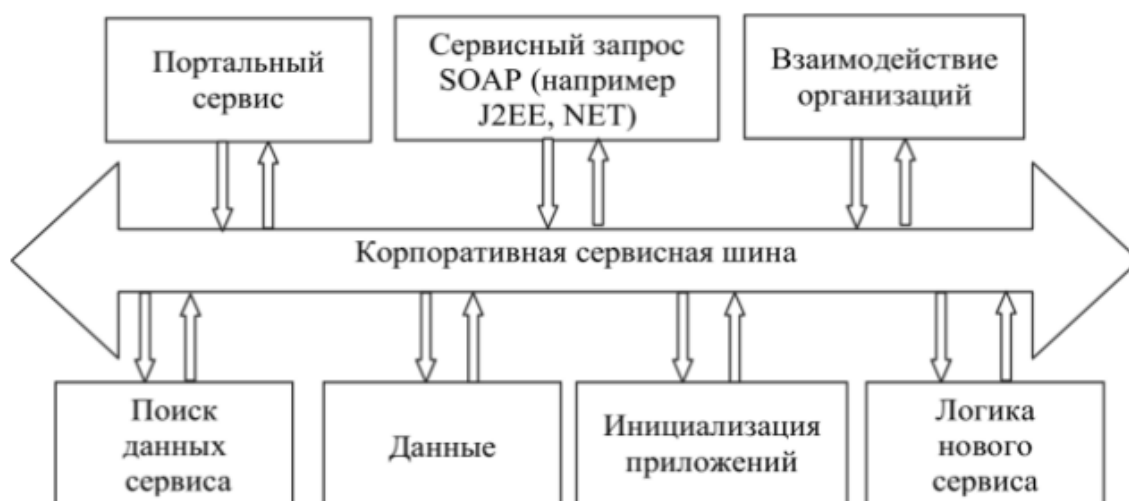 Портальный
сервис
Сервисный запрос
SOAP (например
J2EE, NET)
Взаимодействие
организаций
Корпоративная сервисная шина
Поиск
данных
сервиса
Данные
Инициализация
приложений
Логика
нового
сервиса